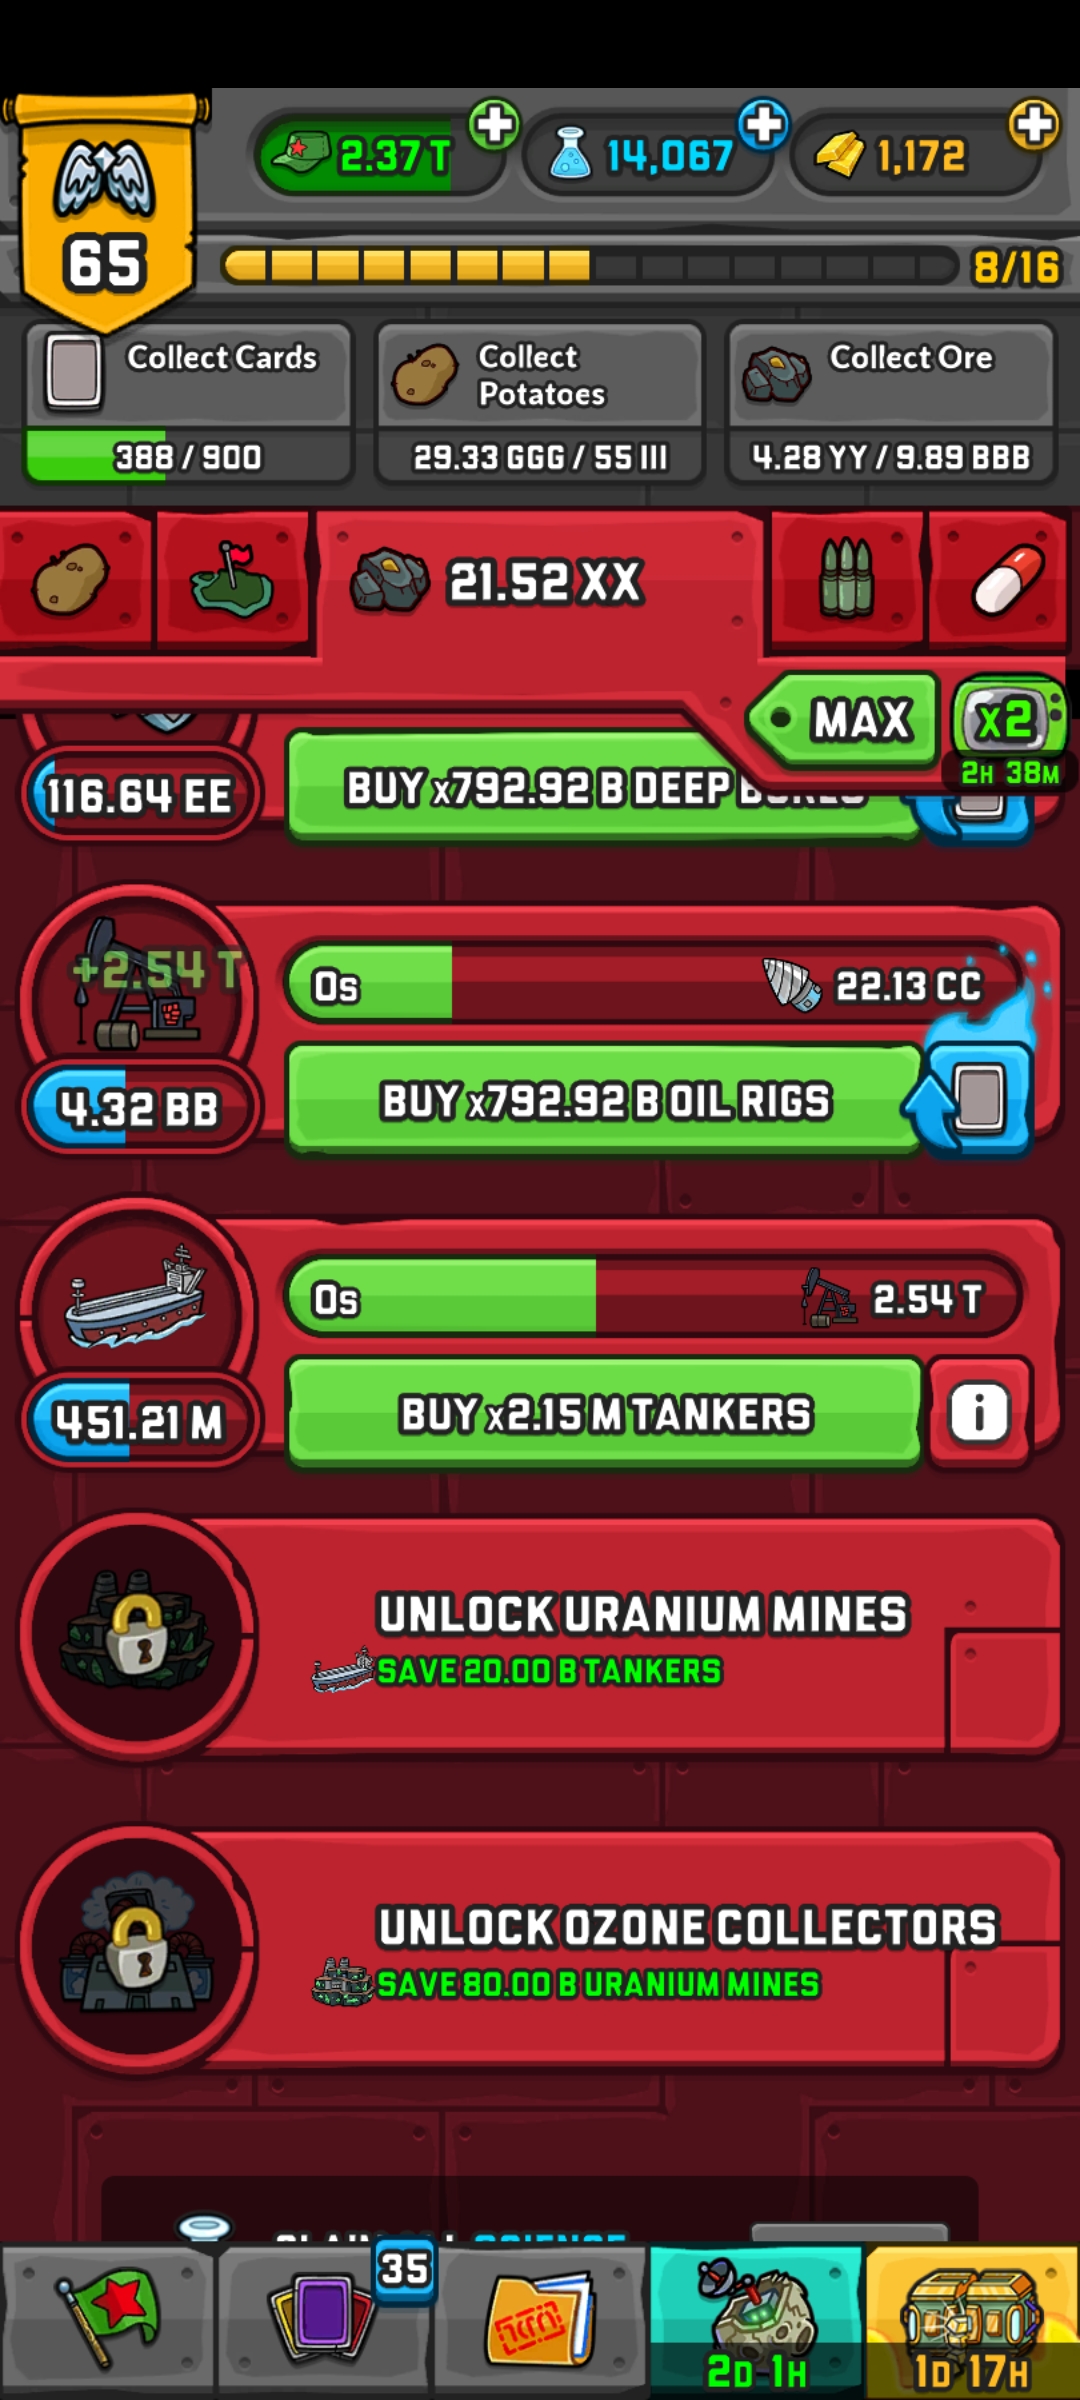 2.37 T
14,067
1,172
65
8/16
Collect Cards
388 / 900
Collect
Potatoes
29.33 GGG / 55 III
Collect Ore
4.28 YY / 9.89 BBB
21.52 XX
MAX
x2
2H 38M
116.64 EE
BUY x792.92 B DEEP BORES
+2.54 T
0s
22.13 CC
4.32 BB
BUY x792.92 B OIL RIGS
0s
2.54 T
451.21 M
BUY x2.15 M TANKERS
i
UNLOCK URANIUM MINES
SAVE 20.00 B TANKERS
UNLOCK OZONE COLLECTORS
SAVE 80.00 B URANIUM MINES
SCIENCE
35
2D 1H
1D 17H